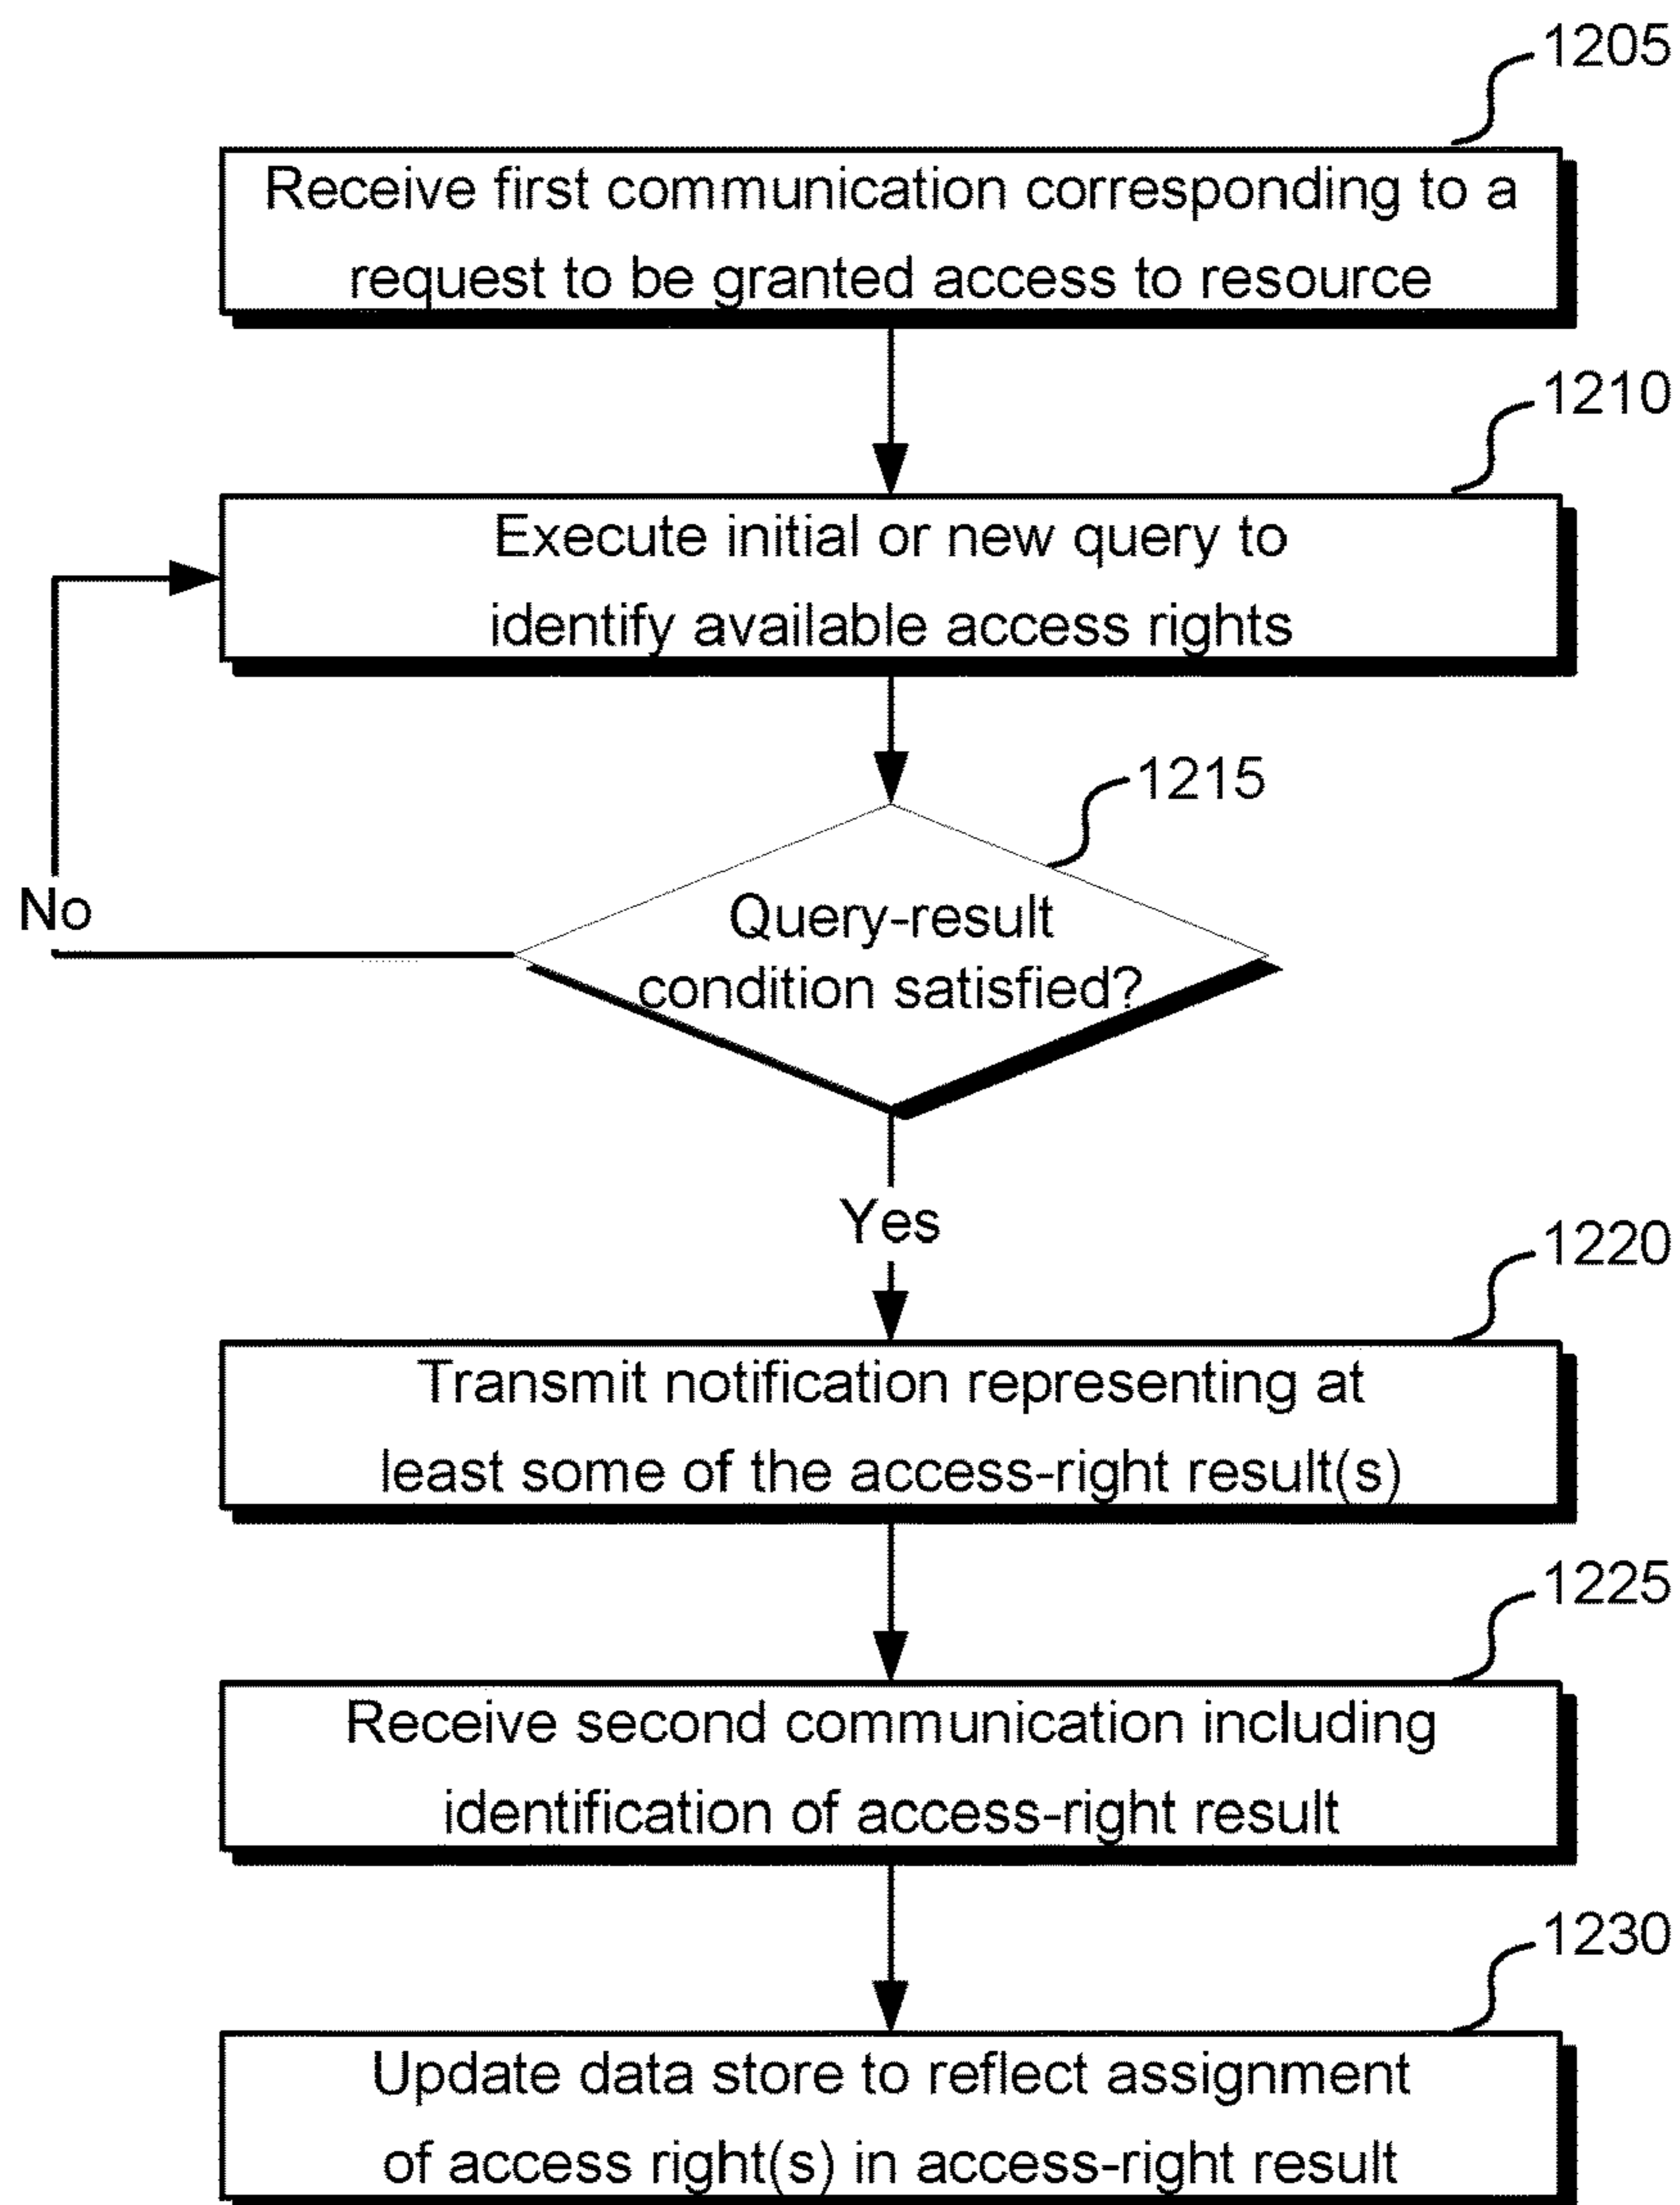 1205
Receive first communication corresponding to a
request to be granted access to resource
1210
Execute initial or new query to
identify available access rights
1215
No
Query-result
condition satisfied?
Yes
1220
Transmit notification representing at
least some of the access-right result(s)
1225
Receive second communication including
identification of access-right result
1230
Update data store to reflect assignment
of access right(s) in access-right result